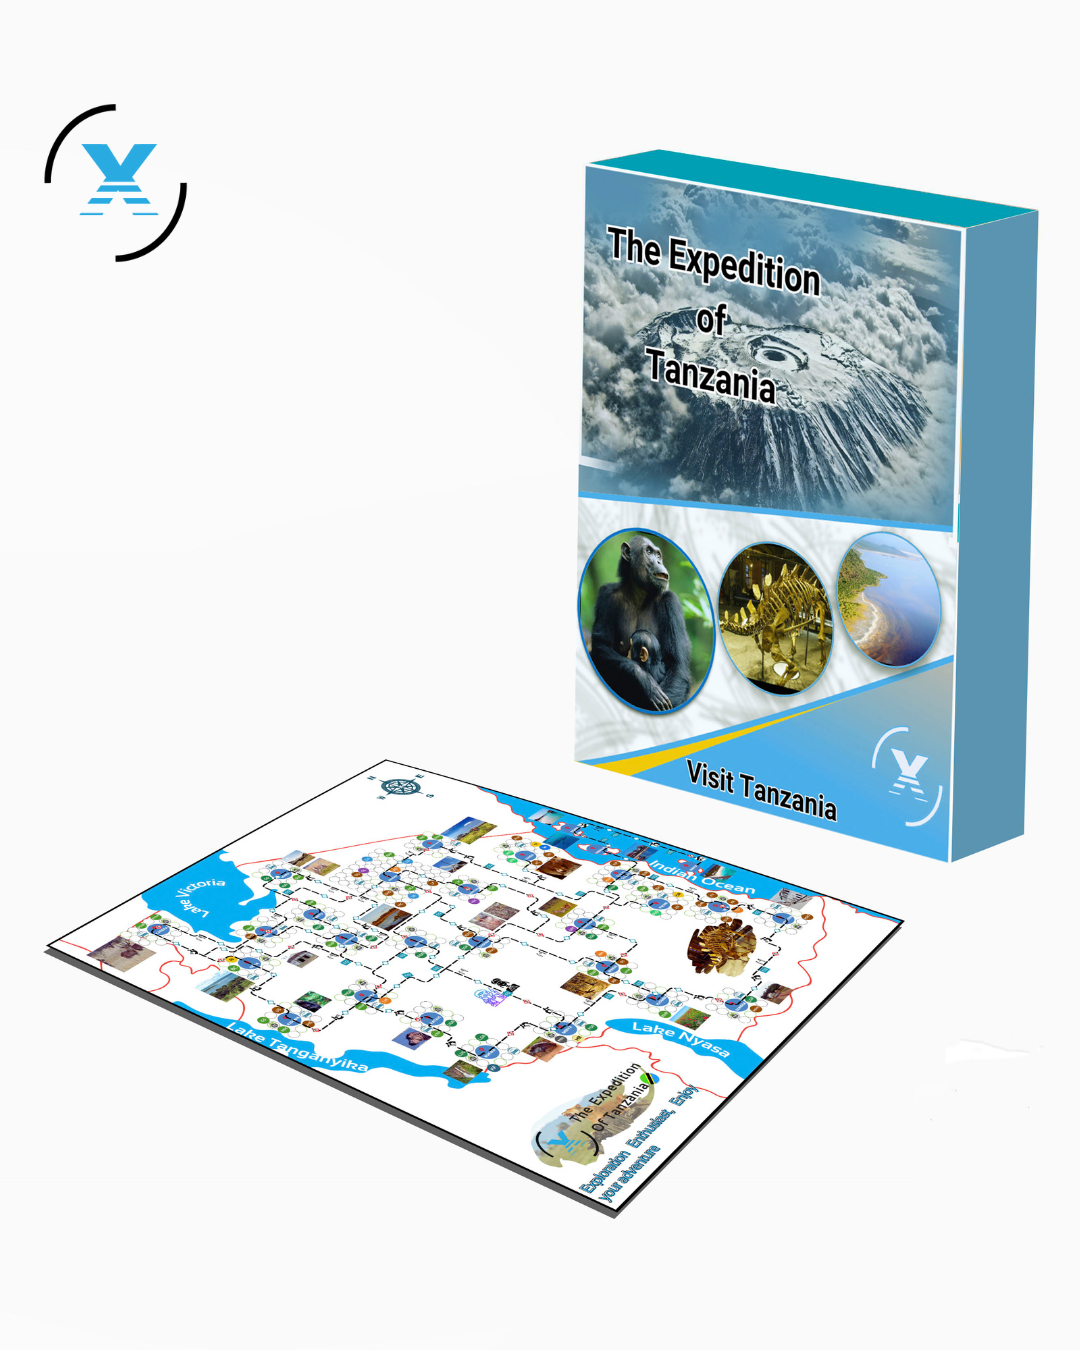 X
The Expedition
of
Tanzania
Visit Tanzania
X
Indian Ocean
Lake Victoria
Lake Tanganyika
Lake Nyasa
The Expedition
Of Tanzania
X
Exploration Enthusiast, Enjoy
your adventure